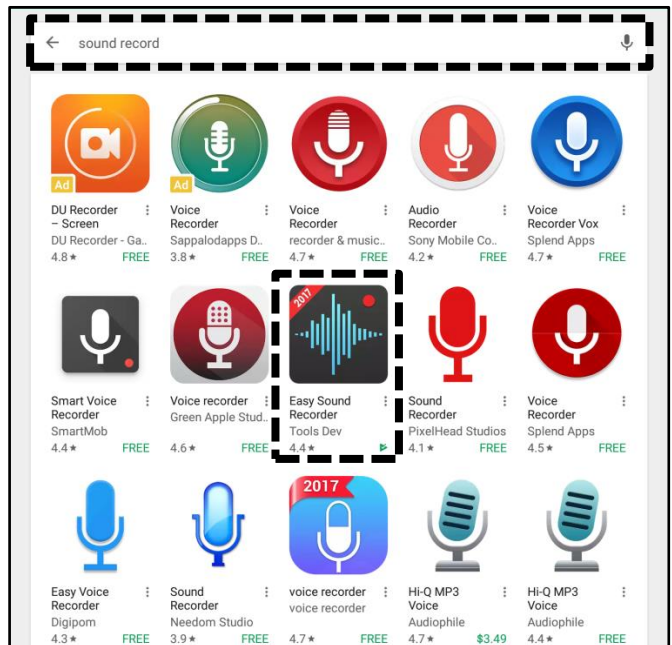 sound record
Ad
Ad
DU Recorder
– Screen
DU Recorder - Ga..
4.8★ FREE
Voice
Recorder
Sappalodapps D..
3.8★ FREE
Voice
Recorder
recorder & music..
4.7★ FREE
Audio
Recorder
Sony Mobile Co..
4.2★ FREE
Voice
Recorder Vox
Splend Apps
4.7★ FREE
2017
Smart Voice
Recorder
SmartMob
4.4★ FREE
Voice recorder
Green Apple Stud..
4.6★ FREE
Easy Sound
Recorder
Tools Dev
4.4★
Sound
Recorder
PixelHead Studios
4.1★ FREE
Voice
Recorder
Splend Apps
4.5★ FREE
2017
Easy Voice
Recorder
Digipom
4.3★ FREE
Sound
Recorder
Needom Studio
3.9★ FREE
voice recorder
voice recorder
4.7★ FREE
Hi-Q MP3
Voice
Audiophile
4.7★ $3.49
Hi-Q MP3
Voice
Audiophile
4.4★ FREE